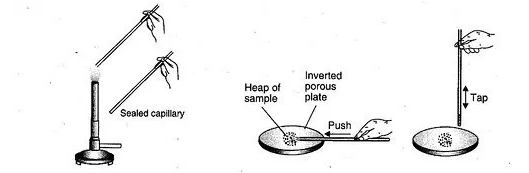 Sealed capillary
Heap of
sample
Inverted
porous
plate
Push
Tap